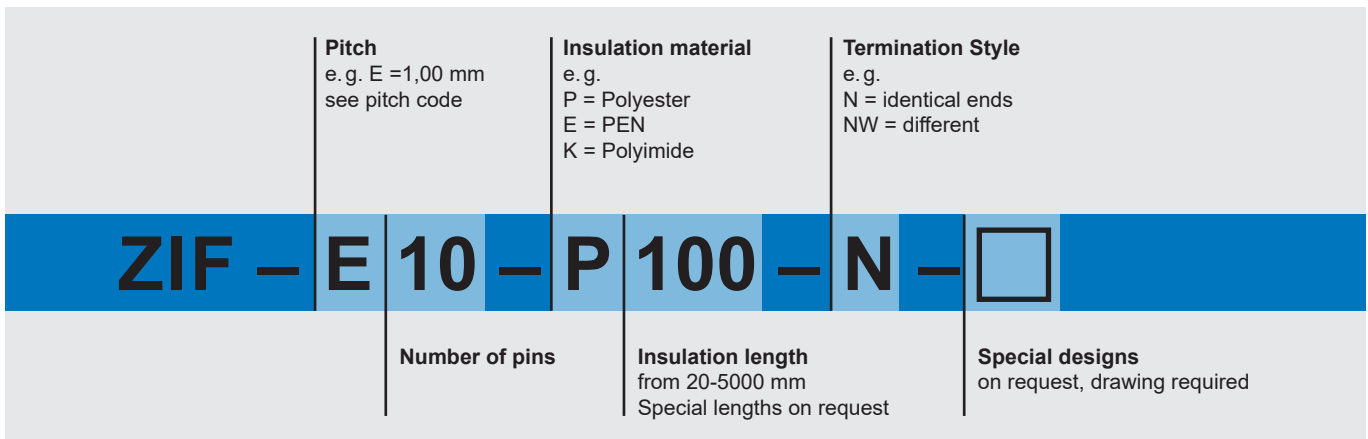 Pitch
e.g. E =1,00 mm
see pitch code
Insulation material
e.g.
P = Polyester
E = PEN
K = Polyimide
Termination Style
e.g.
N = identical ends
NW = different
ZIF – E 10 – P 100 – N – □
Number of pins
Insulation length
from 20-5000 mm
Special lengths on request
Special designs
on request, drawing required